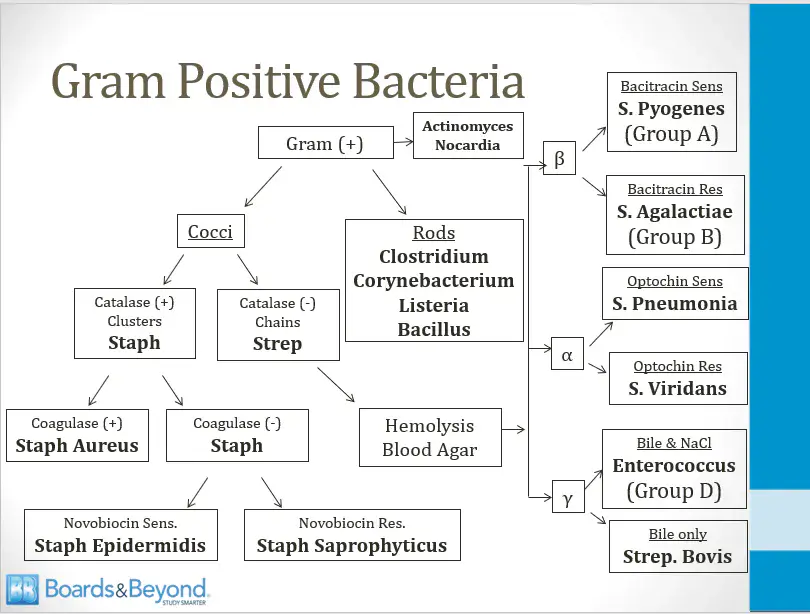 Gram Positive Bacteria
Gram (+)
Actinomyces
Nocardia
Cocci
Rods
Clostridium
Corynebacterium
Listeria
Bacillus
Catalase (+)
Clusters
Staph
Catalase (-)
Chains
Strep
Coagulase (+)
Staph Aureus
Coagulase (-)
Staph
Novobiocin Sens.
Staph Epidermidis
Novobiocin Res.
Staph Saprophyticus
Hemolysis
Blood Agar
β
Bacitracin Sens
S. Pyogenes
(Group A)
Bacitracin Res
S. Agalactiae
(Group B)
α
Optochin Sens
S. Pneumonia
Optochin Res
S. Viridans
γ
Bile & NaCl
Enterococcus
(Group D)
Bile only
Strep. Bovis
BB Boards&Beyond®
STUDY SMARTER